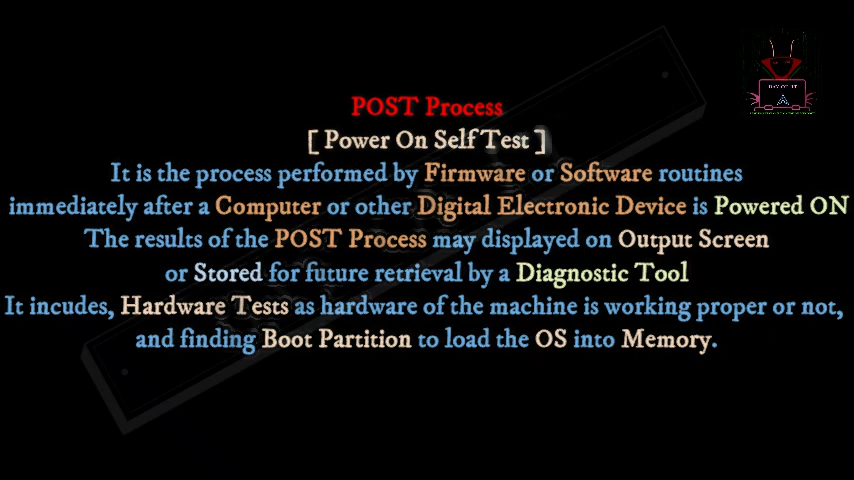 POST Process
[ Power On Self Test ]
It is the process performed by Firmware or Software routines
immediately after a Computer or other Digital Electronic Device is Powered ON
The results of the POST Process may displayed on Output Screen
or Stored for future retrieval by a Diagnostic Tool
It incudes, Hardware Tests as hardware of the machine is working proper or not,
and finding Boot Partition to load the OS into Memory.